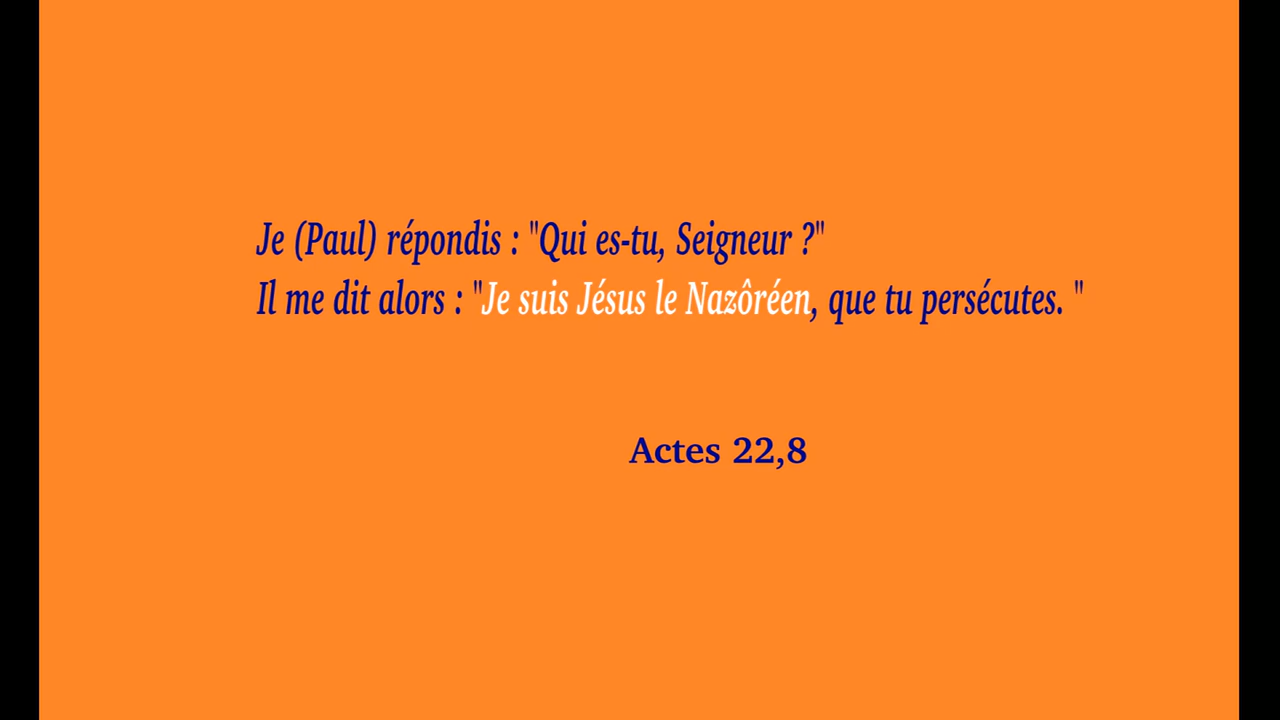 Je (Paul) répondis : "Qui es-tu, Seigneur ?"
Il me dit alors : "Je suis Jésus le Nazôréen, que tu persécutes. "
Actes 22,8